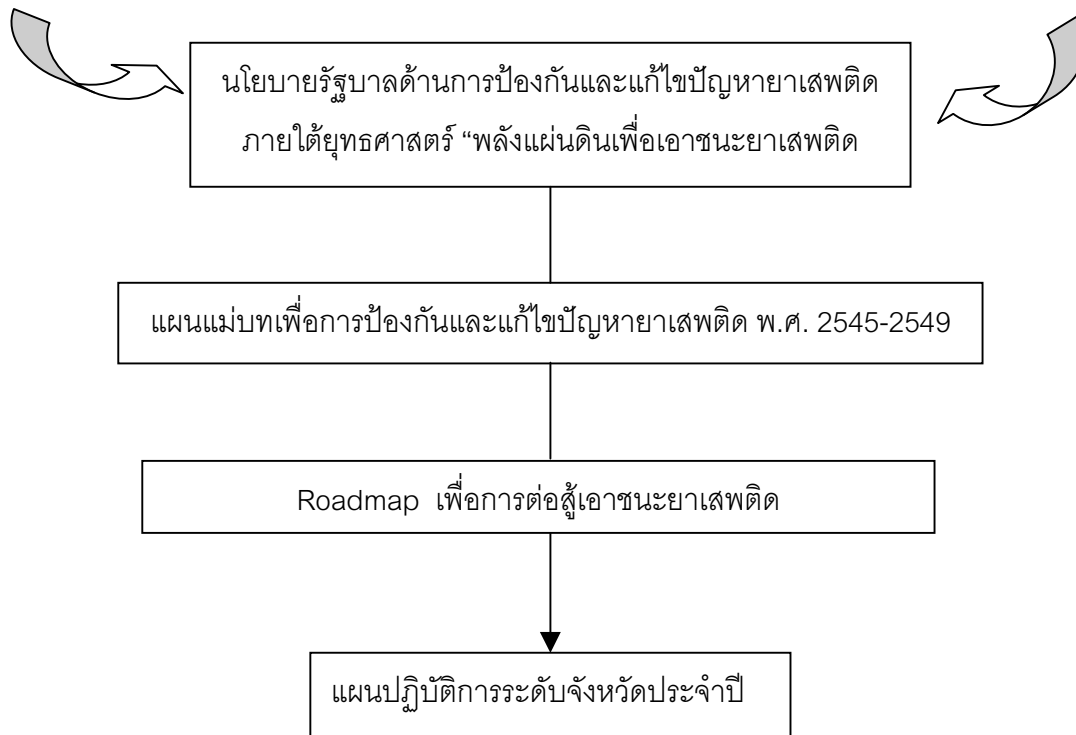 นโยบายรัฐบาลด้านการป้องกันและแก้ไขปัญหายาเสพติด
ภายใต้ยุทธศาสตร์ “พลังแผ่นดินเพื่อเอาชนะยาเสพติด
แผนแม่บทเพื่อการป้องกันและแก้ไขปัญหายาเสพติด พ.ศ. 2545-2549
Roadmap เพื่อการต่อสู้เอาชนะยาเสพติด
แผนปฏิบัติการระดับจังหวัดประจำปี